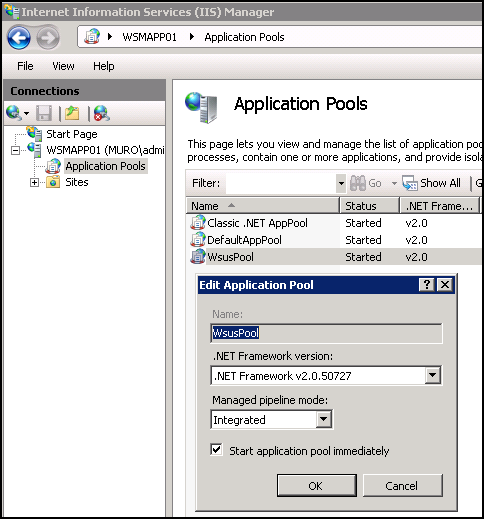 Internet Information Services (IIS) Manager
WSMAPP01 Application Pools
File View Help
Connections
Start Page
WSMAPP01 (MURO\admi
Application Pools
Sites
Application Pools
This page lets you view and manage the list of application poo
processes, contain one or more applications, and provide isola
Filter: Go Show All G
Name Status .NET Frame...
Classic .NET AppPool Started v2.0
DefaultAppPool Started v2.0
WsusPool Started v2.0
Edit Application Pool
Name:
WsusPool
.NET Framework version:
.NET Framework v2.0.50727
Managed pipeline mode:
Integrated
Start application pool immediately
OK Cancel